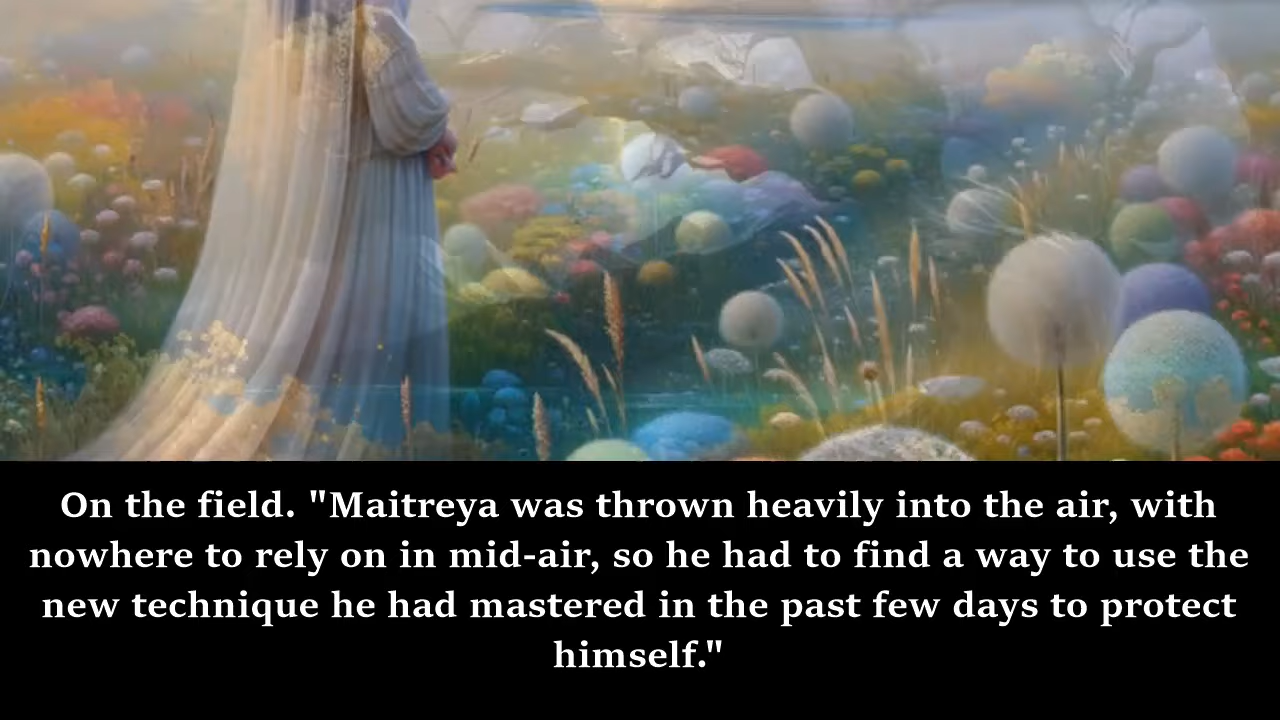 On the field. "Maitreya was thrown heavily into the air, with
nowhere to rely on in mid-air, so he had to find a way to use the
new technique he had mastered in the past few days to protect
himself."